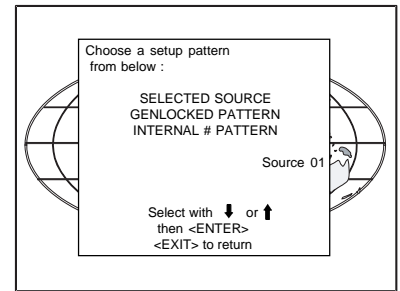 Choose a setup pattern
from below :
SELECTED SOURCE
GENLOCKED PATTERN
INTERNAL # PATTERN
Source 01
Select with ⬇ or ⬆
then <ENTER>
<EXIT> to return